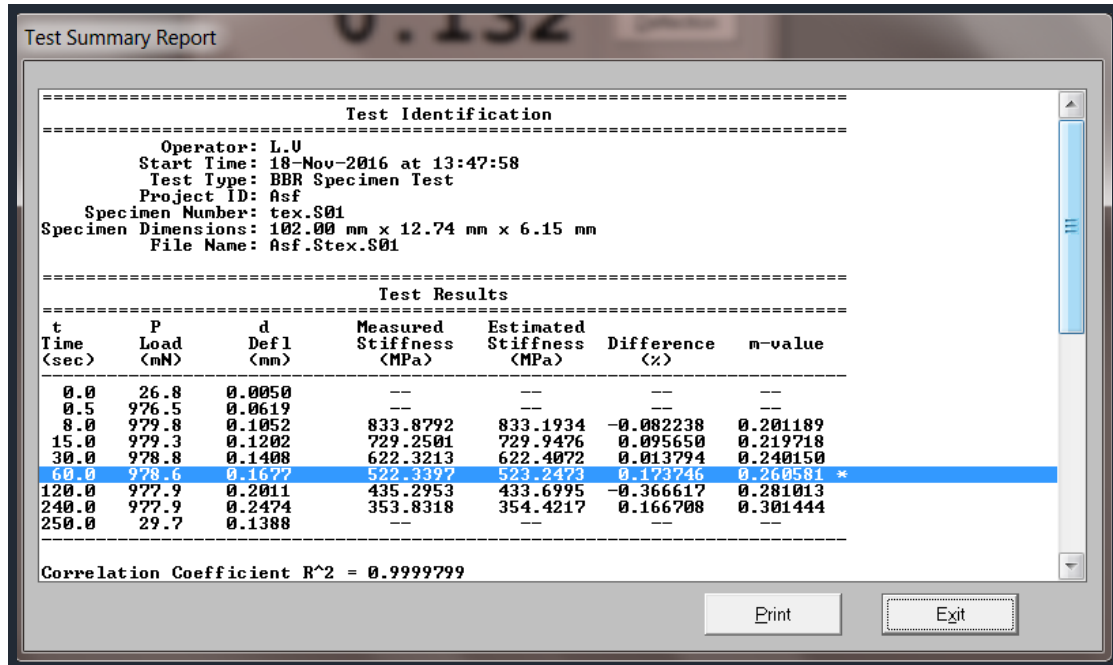 0.132
Test Summary Report
================================================================================
Test Identification
================================================================================
Operator: L.V
Start Time: 18-Nov-2016 at 13:47:58
Test Type: BBR Specimen Test
Project ID: Asf
Specimen Number: tex.S01
Specimen Dimensions: 102.00 mm x 12.74 mm x 6.15 mm
File Name: Asf.Stex.S01
================================================================================
Test Results
================================================================================
t P d Measured Estimated
Time Load Defl Stiffness Stiffness Difference m-value
(sec) (mN) (mm) (MPa) (MPa) (%)
--------------------------------------------------------------------------------
0.0 26.8 0.0050 -- -- -- --
0.5 976.5 0.0619 -- -- -- --
8.0 979.8 0.1052 833.8792 833.1934 -0.082238 0.201189
15.0 979.3 0.1202 729.2501 729.9476 0.095650 0.219718
30.0 978.8 0.1408 622.3213 622.4072 0.013794 0.240150
60.0 978.6 0.1677 522.3397 523.2473 0.173746 0.260581 *
120.0 977.9 0.2011 435.2953 433.6995 -0.366617 0.281013
240.0 977.9 0.2474 353.8318 354.4217 0.166708 0.301444
250.0 29.7 0.1388 -- -- -- --
--------------------------------------------------------------------------------
Correlation Coefficient R^2 = 0.9999799
Print Exit